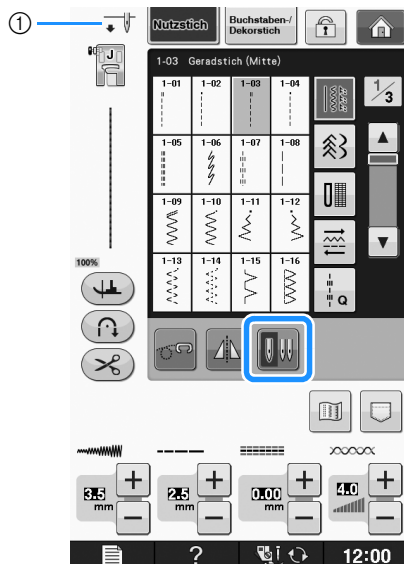 ①
Nutzstich
Buchstaben-/
Dekorstich
J
1-03 Geradstich (Mitte)
1-01 1-02 1-03 1-04
1/3
1-05 1-06 1-07 1-08
1-09 1-10 1-11 1-12
1-13 1-14 1-15 1-16
100%
Q
3.5 mm
2.5 mm
0.00 mm
4.0
?
12:00